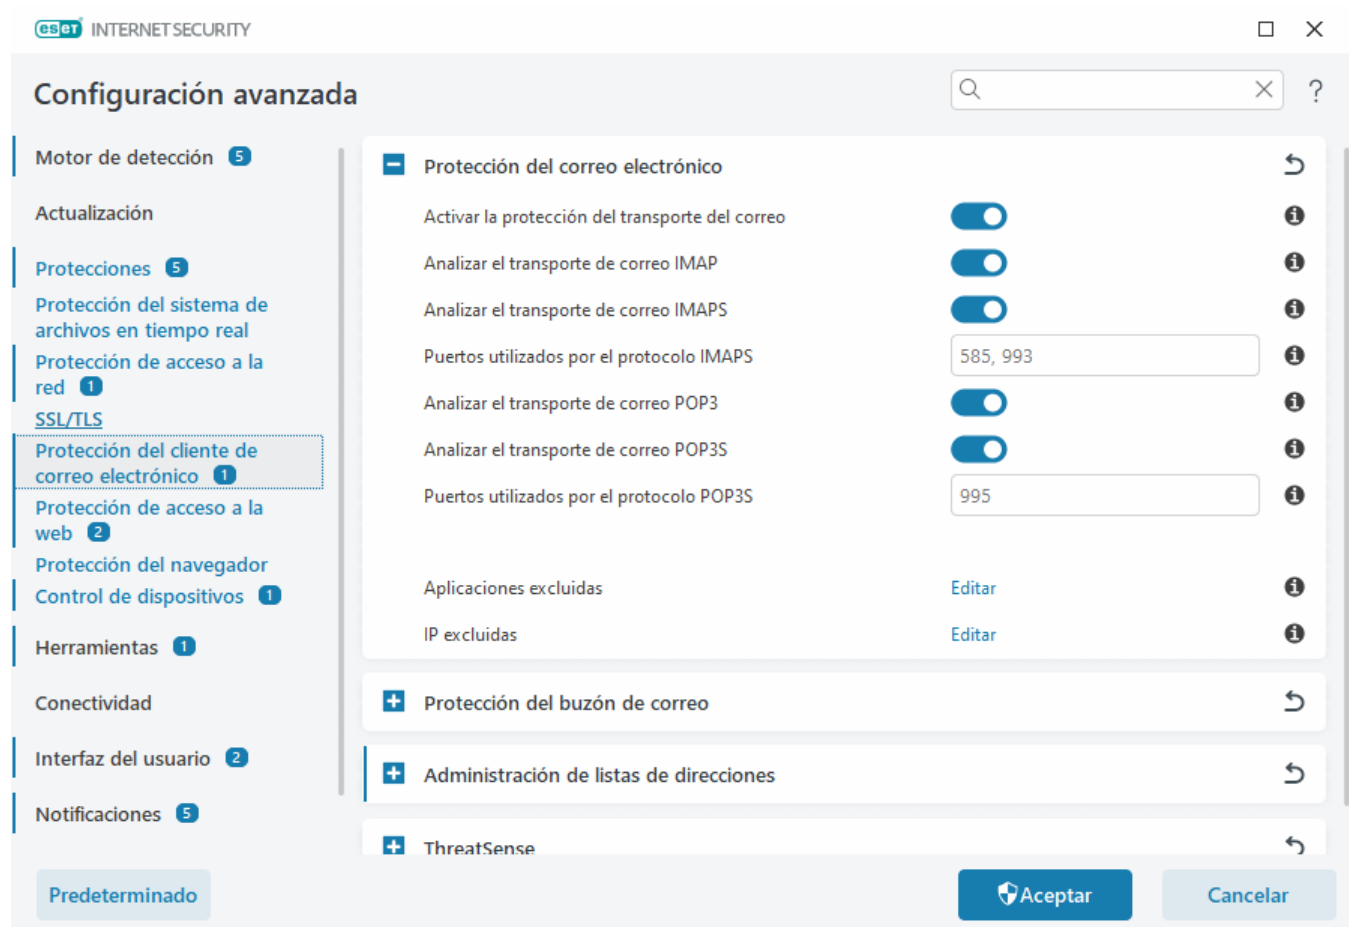 eset INTERNET SECURITY
Configuración avanzada
Motor de detección 5
Actualización
Protecciones 5
Protección del sistema de
archivos en tiempo real
Protección de acceso a la
red 1
SSL/TLS
Protección del cliente de
correo electrónico 1
Protección de acceso a la
web 2
Protección del navegador
Control de dispositivos 1
Herramientas 1
Conectividad
Interfaz del usuario 2
Notificaciones 5
Protección del correo electrónico
Activar la protección del transporte del correo
Analizar el transporte de correo IMAP
Analizar el transporte de correo IMAPS
Puertos utilizados por el protocolo IMAPS 585, 993
Analizar el transporte de correo POP3
Analizar el transporte de correo POP3S
Puertos utilizados por el protocolo POP3S 995
Aplicaciones excluidas Editar
IP excluidas Editar
Protección del buzón de correo
Administración de listas de direcciones
ThreatSense
Predeterminado
Aceptar
Cancelar